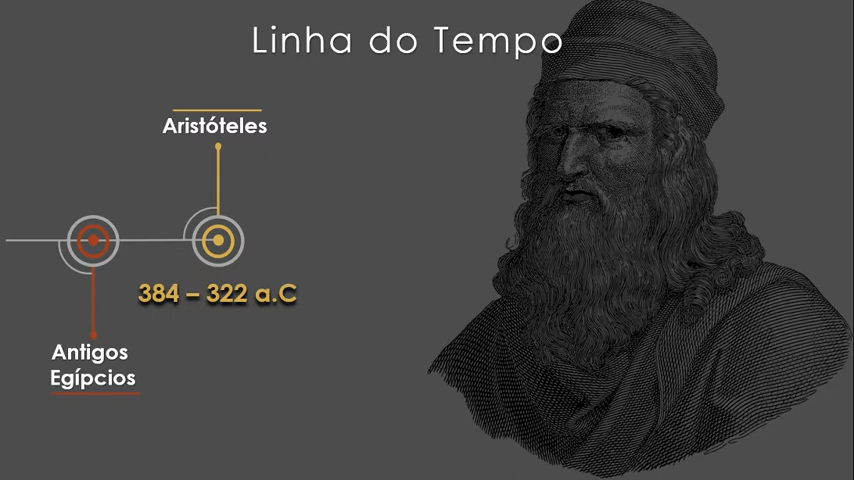 Linha do Tempo
Aristóteles
384 – 322 a.C
Antigos
Egípcios